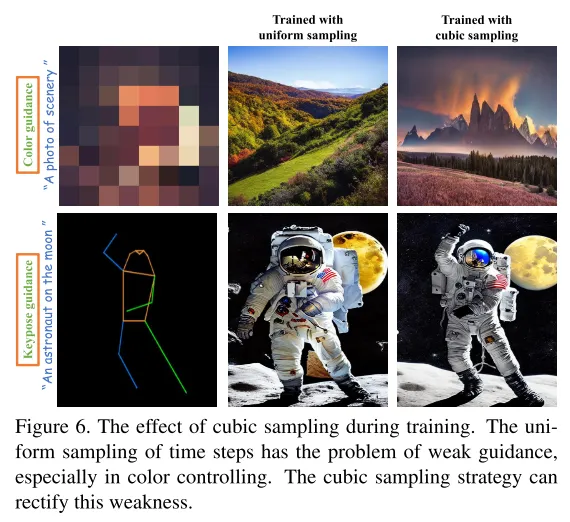 Trained with
uniform sampling
Trained with
cubic sampling
Color guidance
“A photo of scenery”
Keypose guidance
“An astronaut on the moon”
Figure 6. The effect of cubic sampling during training. The uni-
form sampling of time steps has the problem of weak guidance,
especially in color controlling. The cubic sampling strategy can
rectify this weakness.